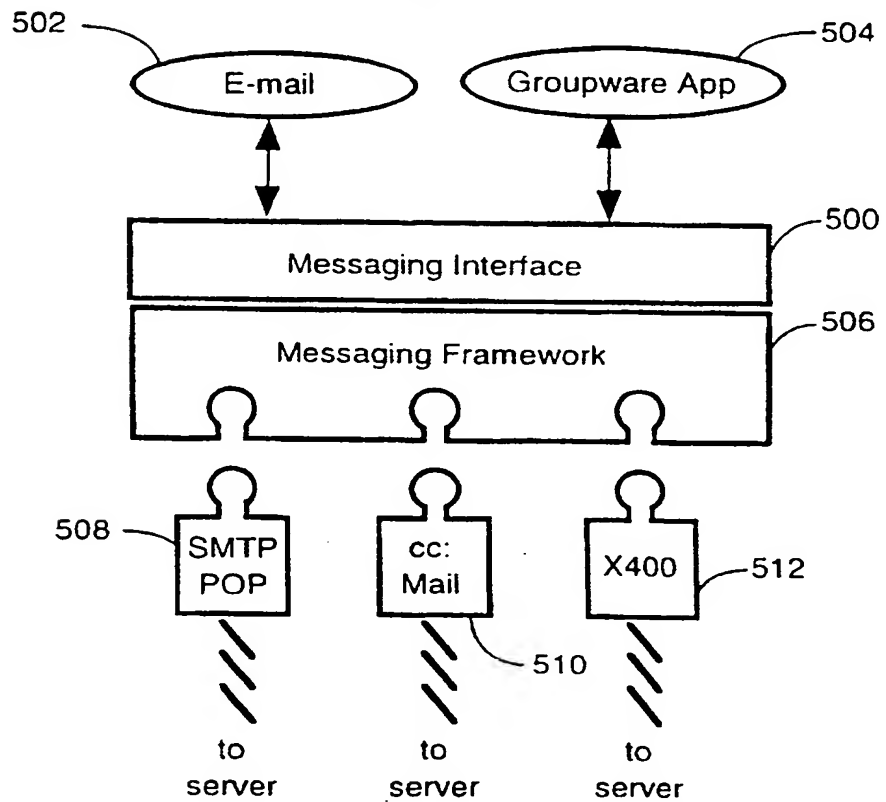 502
504
E-mail
Groupware App
500
Messaging Interface
506
Messaging Framework
508
SMTP
POP
cc:
Mail
X400
512
510
to
server
to
server
to
server